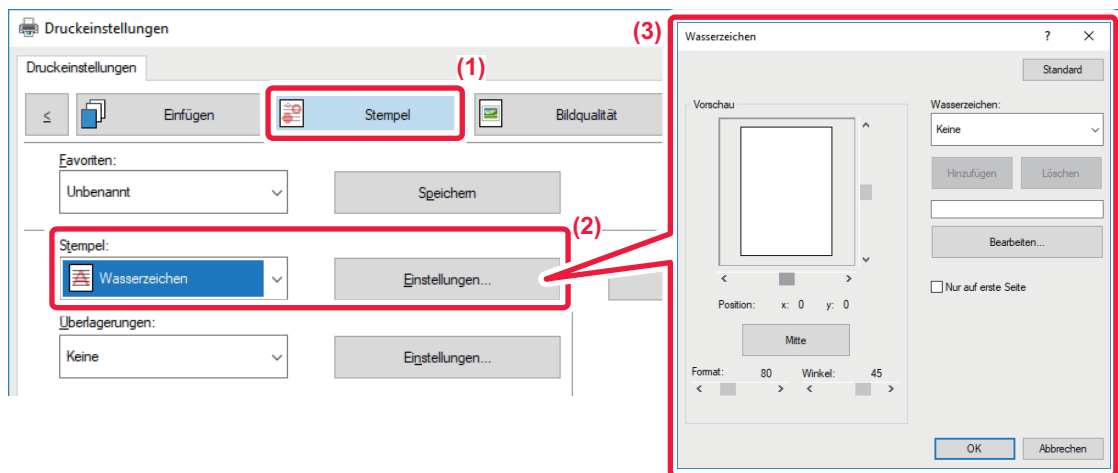 Druckeinstellungen
Druckeinstellungen
(1)
< Einfügen Stempel Bildqualität
Favoriten:
Unbenannt Speichern
(2)
Stempel:
Wasserzeichen Einstellungen...
Überlagerungen:
Keine Einstellungen...
(3)
Wasserzeichen ? X
Standard
Vorschau
Wasserzeichen:
Keine
Hinzufügen Löschen
Bearbeiten...
Nur auf erste Seite
Position: x: 0 y: 0
Mitte
Format: 80 Winkel: 45
< > < >
OK Abbrechen